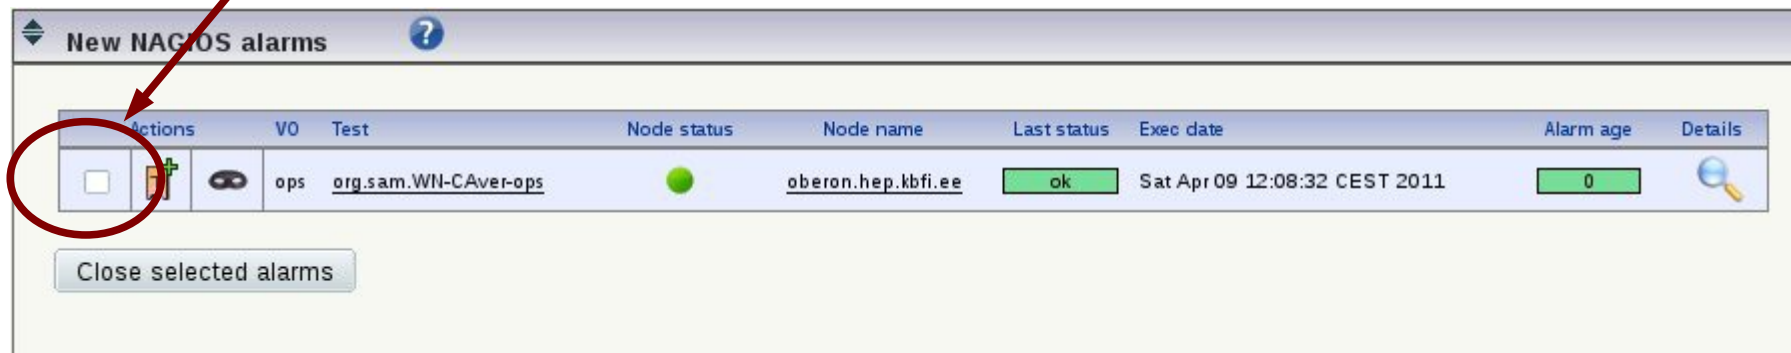 New NAGIOS alarms ?
Actions VO Test Node status Node name Last status Exec date Alarm age Details
ops org.sam.WN-CAver-ops oberon.hep.kbfi.ee ok Sat Apr 09 12:08:32 CEST 2011 0
Close selected alarms